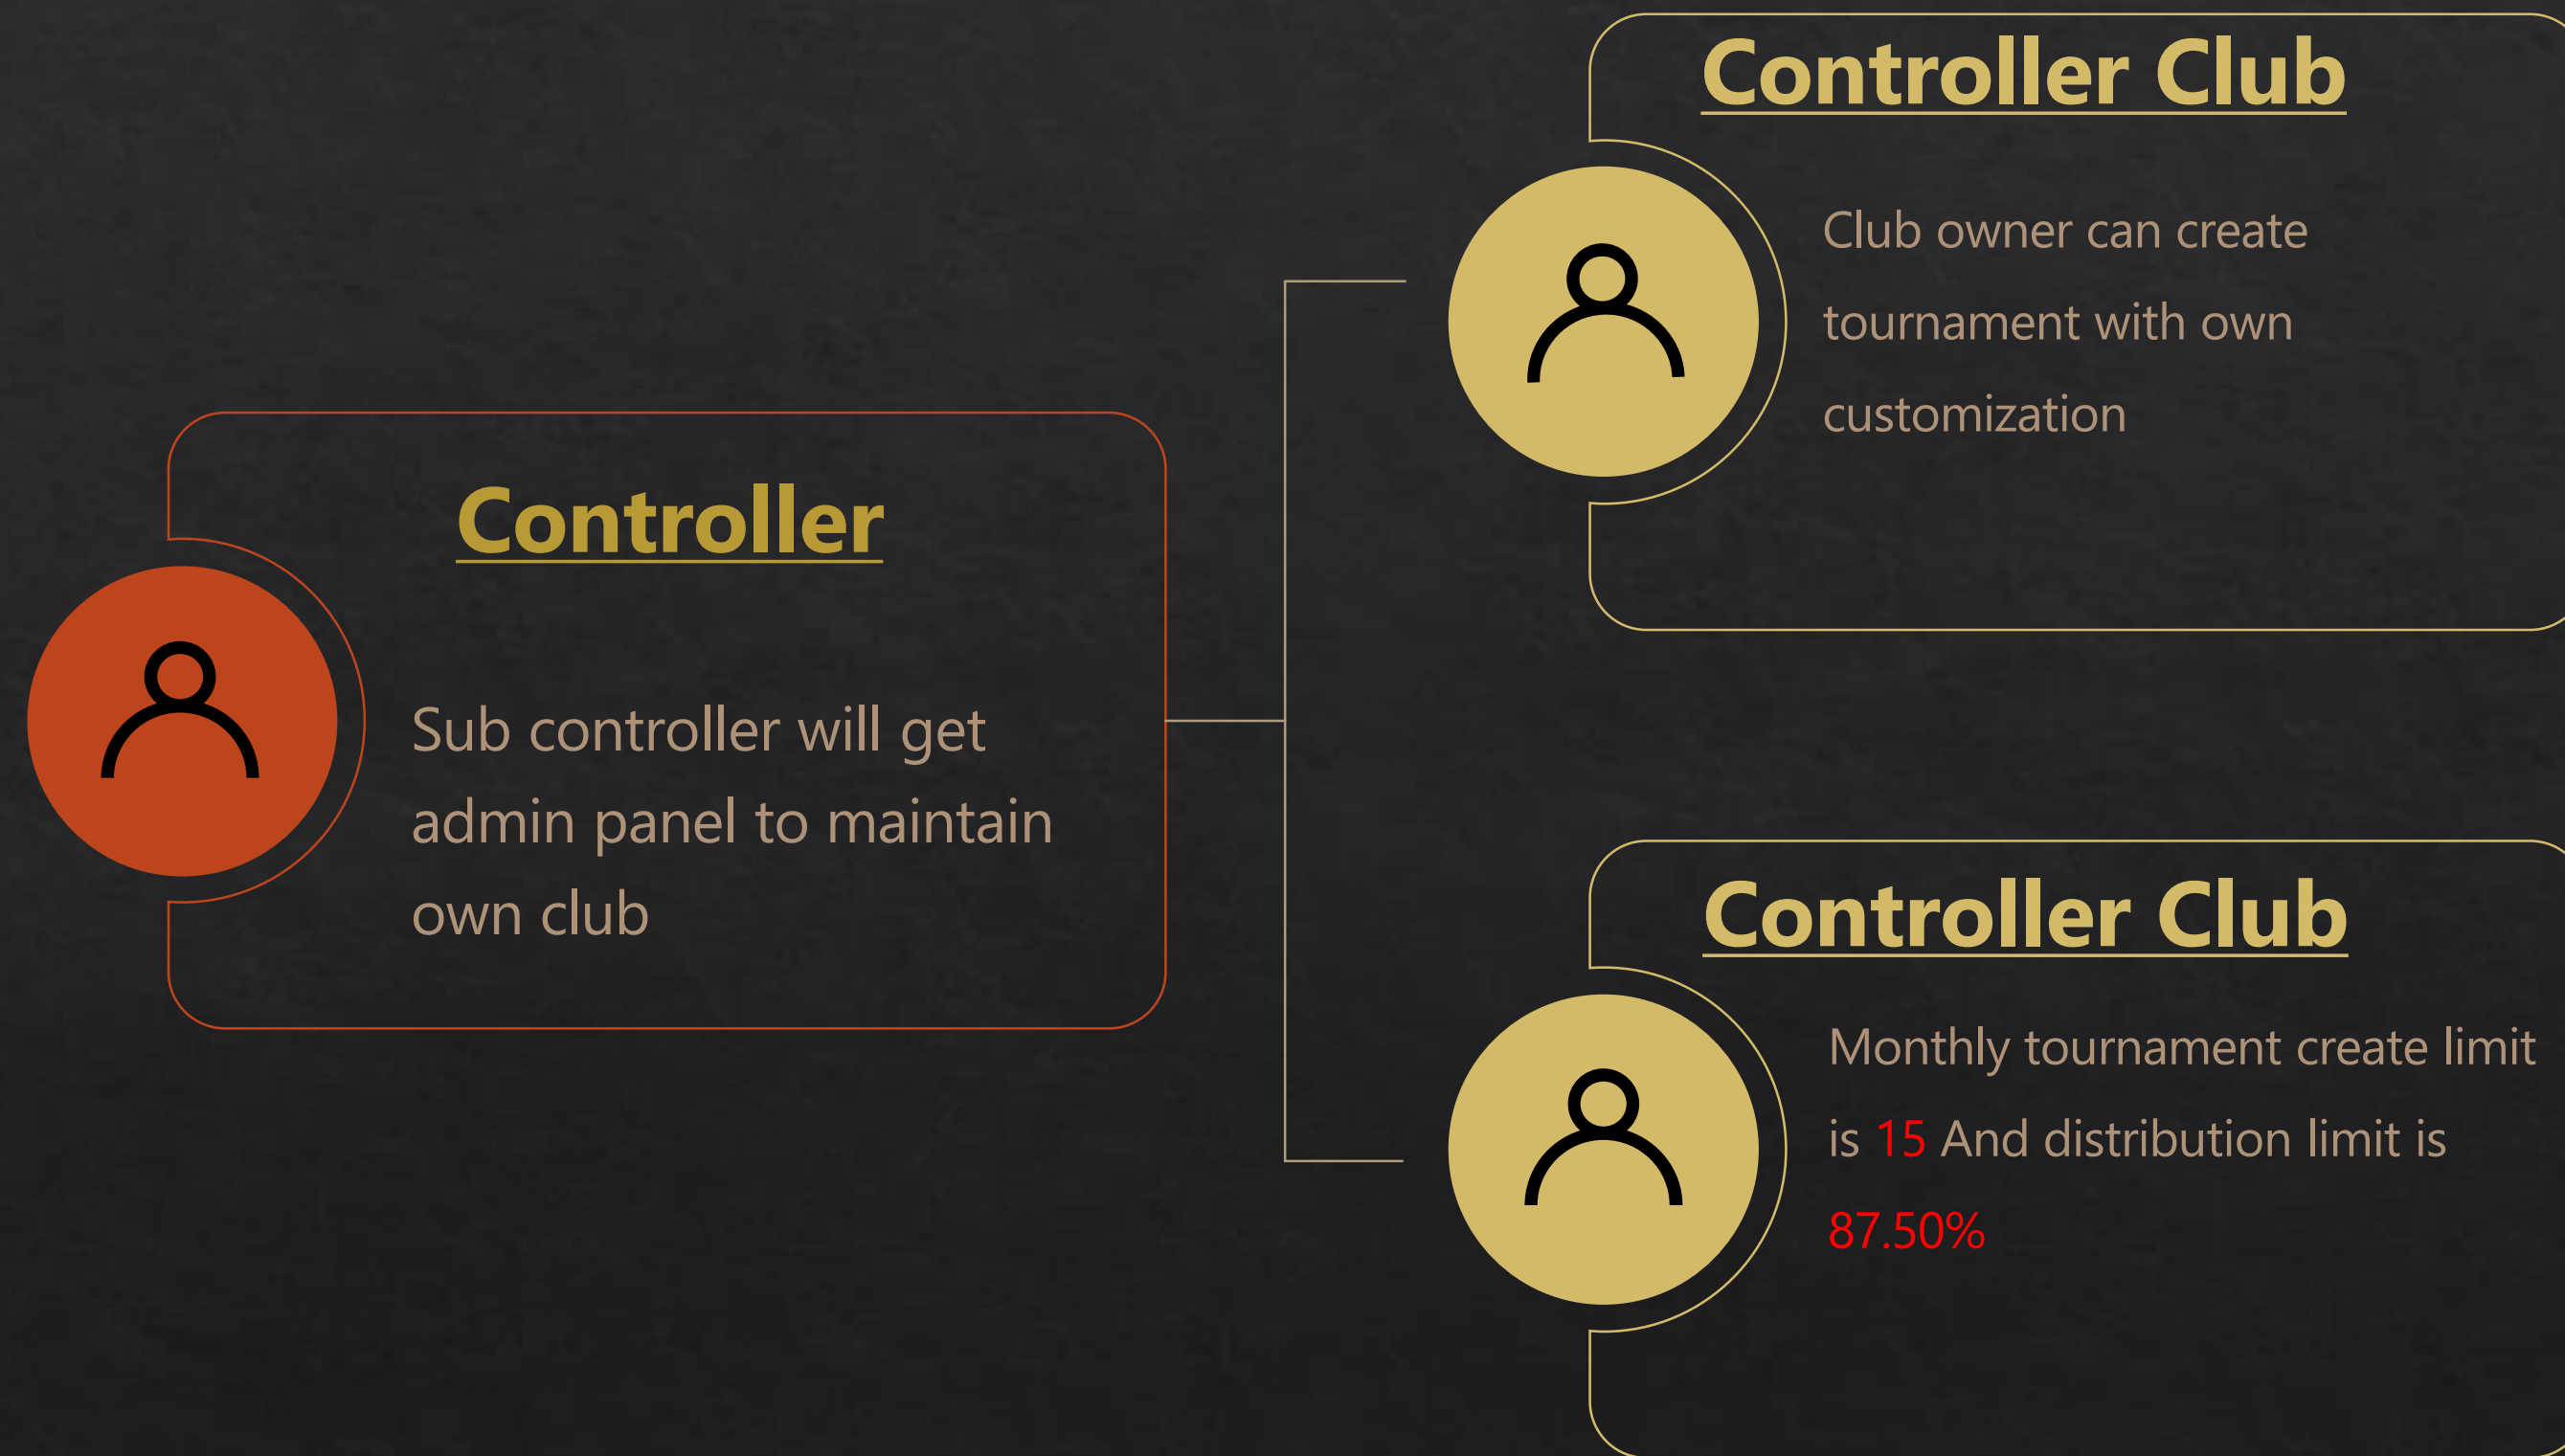 Controller
Sub controller will get
admin panel to maintain
own club
Controller Club
Club owner can create
tournament with own
customization
Controller Club
Monthly tournament create limit
is 15 And distribution limit is
87.50%